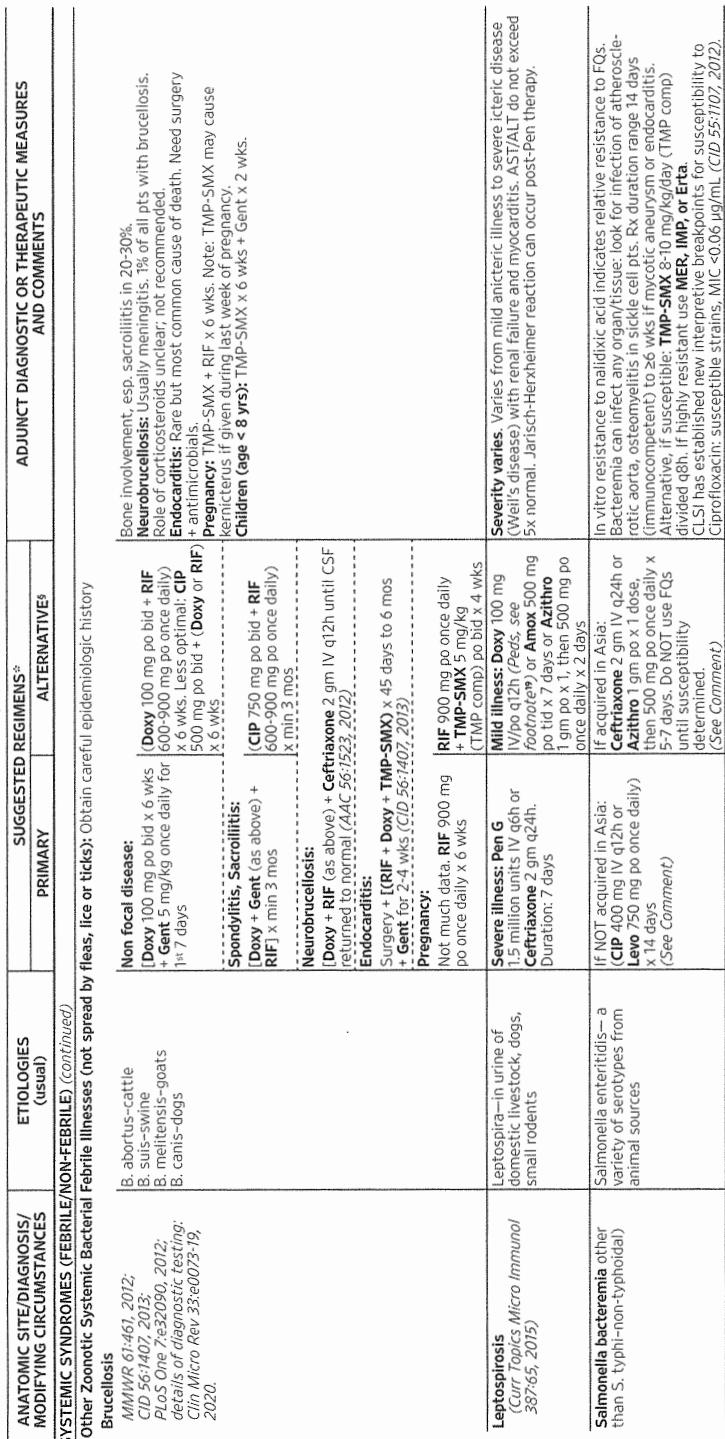 ANATOMIC SITE/DIAGNOSIS/
MODIFYING CIRCUMSTANCES
ETIOLOGIES
(usual)
SUGGESTED REGIMENS*
PRIMARY
ALTERNATIVE§
ADJUNCT DIAGNOSTIC OR THERAPEUTIC MEASURES
AND COMMENTS
YSTEMIC SYNDROMES (FEBRILE/NON-FEBRILE) (continued)
Other Zoonotic Systemic Bacterial Febrile Illnesses (not spread by fleas, lice or ticks): Obtain careful epidemiologic history
Brucellosis
MMWR 61:461, 2012;
CID 56:1407, 2013;
PLoS One 7:e32090, 2012;
details of diagnostic testing:
Clin Micro Rev 33:e0073-19,
2020.
B. abortus-cattle
B. suis-swine
B. melitensis-goats
B. canis-dogs
Non focal disease:
[Doxy 100 mg po bid x 6 wks
+ Gent 5 mg/kg once daily for
1st 7 days
(Doxy 100 mg po bid + RIF
600-900 mg po once daily)
x 6 wks. Less optimal: CIP
500 mg po bid + (Doxy or RIF)
x 6 wks
Spondylitis, Sacroiliitis:
[Doxy + Gent (as above) +
RIF] x min 3 mos
(CIP 750 mg po bid + RIF
600-900 mg po once daily)
x min 3 mos
Neurobrucellosis:
[Doxy + RIF (as above) + Ceftriaxone 2 gm IV q12h until CSF
returned to normal (AAC 56:1523, 2012)
Endocarditis:
Surgery + [(RIF + Doxy + TMP-SMX) x 45 days to 6 mos
+ Gent for 2-4 wks (CID 56:1407, 2013)
Pregnancy:
Not much data. RIF 900 mg
po once daily x 6 wks
RIF 900 mg po once daily
+ TMP-SMX 5 mg/kg
(TMP comp) po bid x 4 wks
Bone involvement, esp. sacroiliitis in 20-30%.
Neurobrucellosis: Usually meningitis. 1% of all pts with brucellosis.
Role of corticosteroids unclear; not recommended.
Endocarditis: Rare but most common cause of death. Need surgery
+ antimicrobials.
Pregnancy: TMP-SMX + RIF x 6 wks. Note: TMP-SMX may cause
kernicterus if given during last week of pregnancy.
Children (age < 8 yrs): TMP-SMX x 6 wks + Gent x 2 wks.
Leptospirosis
(Curr Topics Micro Immunol
387:65, 2015)
Leptospira—in urine of
domestic livestock, dogs,
small rodents
Severe illness: Pen G
1.5 million units IV q6h or
Ceftriaxone 2 gm q24h.
Duration: 7 days
Mild illness: Doxy 100 mg
IV/po q12h (Peds, see
footnote¹⁹) or Amox 500 mg
po tid x 7 days or Azithro
1 gm po x 1, then 500 mg po
once daily x 2 days
Severity varies. Varies from mild anicteric illness to severe icteric disease
(Weil's disease) with renal failure and myocarditis. AST/ALT do not exceed
5x normal. Jarisch-Herxheimer reaction can occur post-Pen therapy.
Salmonella bacteremia other
than S. typhi-non-typhoidal)
Salmonella enteritidis— a
variety of serotypes from
animal sources
If NOT acquired in Asia:
(CIP 400 mg IV q12h or
Levo 750 mg po once daily)
x 14 days
(See Comment)
If acquired in Asia:
Ceftriaxone 2 gm IV q24h or
Azithro 1 gm po x 1 dose,
then 500 mg po once daily x
5-7 days. Do NOT use FQs
until susceptibility
determined.
(See Comment)
In vitro resistance to nalidixic acid indicates relative resistance to FQs.
Bacteremia can infect any organ/tissue: look for infection of atheroscle-
rotic aorta, osteomyelitis in sickle cell pts. Rx duration range 14 days
(immunocompetent) to ≥6 wks if mycotic aneurysm or endocarditis.
Alternative, if susceptible: TMP-SMX 8-10 mg/kg/day (TMP comp)
divided q8h. If highly resistant use MER, IMP, or Erta.
CLSI has established new interpretive breakpoints for susceptibility to
Ciprofloxacin: susceptible strains, MIC <0.06 µg/mL (CID 55:1107, 2012).